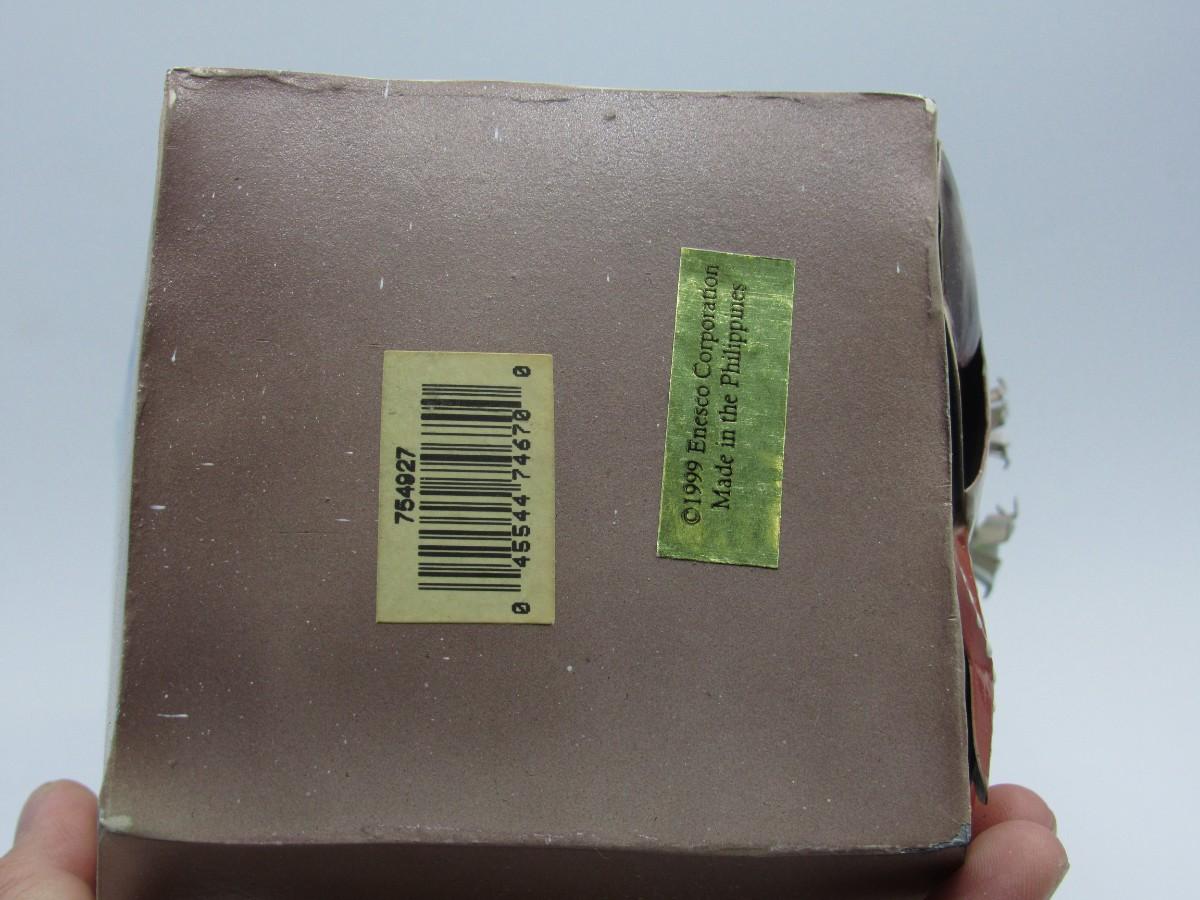 754927
0 45544 74670 0
©1999 Enesco Corporation
Made in the Philippines